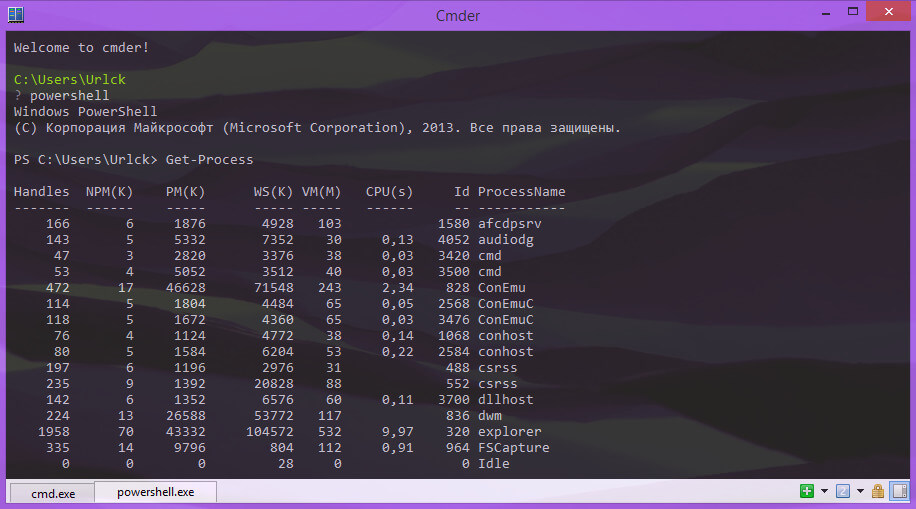 Cmder
Welcome to cmder!
C:\Users\Urlck
? powershell
Windows PowerShell
(C) Корпорация Майкрософт (Microsoft Corporation), 2013. Все права защищены.
PS C:\Users\Urlck> Get-Process
Handles  NPM(K)    PM(K)      WS(K) VM(M)   CPU(s)     Id ProcessName
-------  ------    -----      ----- -----   ------     -- -----------
    166       6     1876       4928   103            1580 afcdpsrv
    143       5     5332       7352    30     0,13   4052 audiodg
     47       3     2820       3376    38     0,03   3420 cmd
     53       4     5052       3512    40     0,03   3500 cmd
    472      17    46628      71548   243     2,34    828 ConEmu
    114       5     1804       4484    65     0,05   2568 ConEmuC
    118       5     1672       4360    65     0,03   3476 ConEmuC
     76       4     1124       4772    38     0,14   1068 conhost
     80       5     1584       6204    53     0,22   2584 conhost
    197       6     1196       2976    31             488 csrss
    235       9     1392      20828    88             552 csrss
    142       6     1352       6576    60     0,11   3700 dllhost
    224      13    26588      53772   117             836 dwm
   1958      70    43332     104572   532     9,97    320 explorer
    335      14     9796        804   112     0,91    964 FSCapture
      0       0        0         28     0               0 Idle
cmd.exe powershell.exe